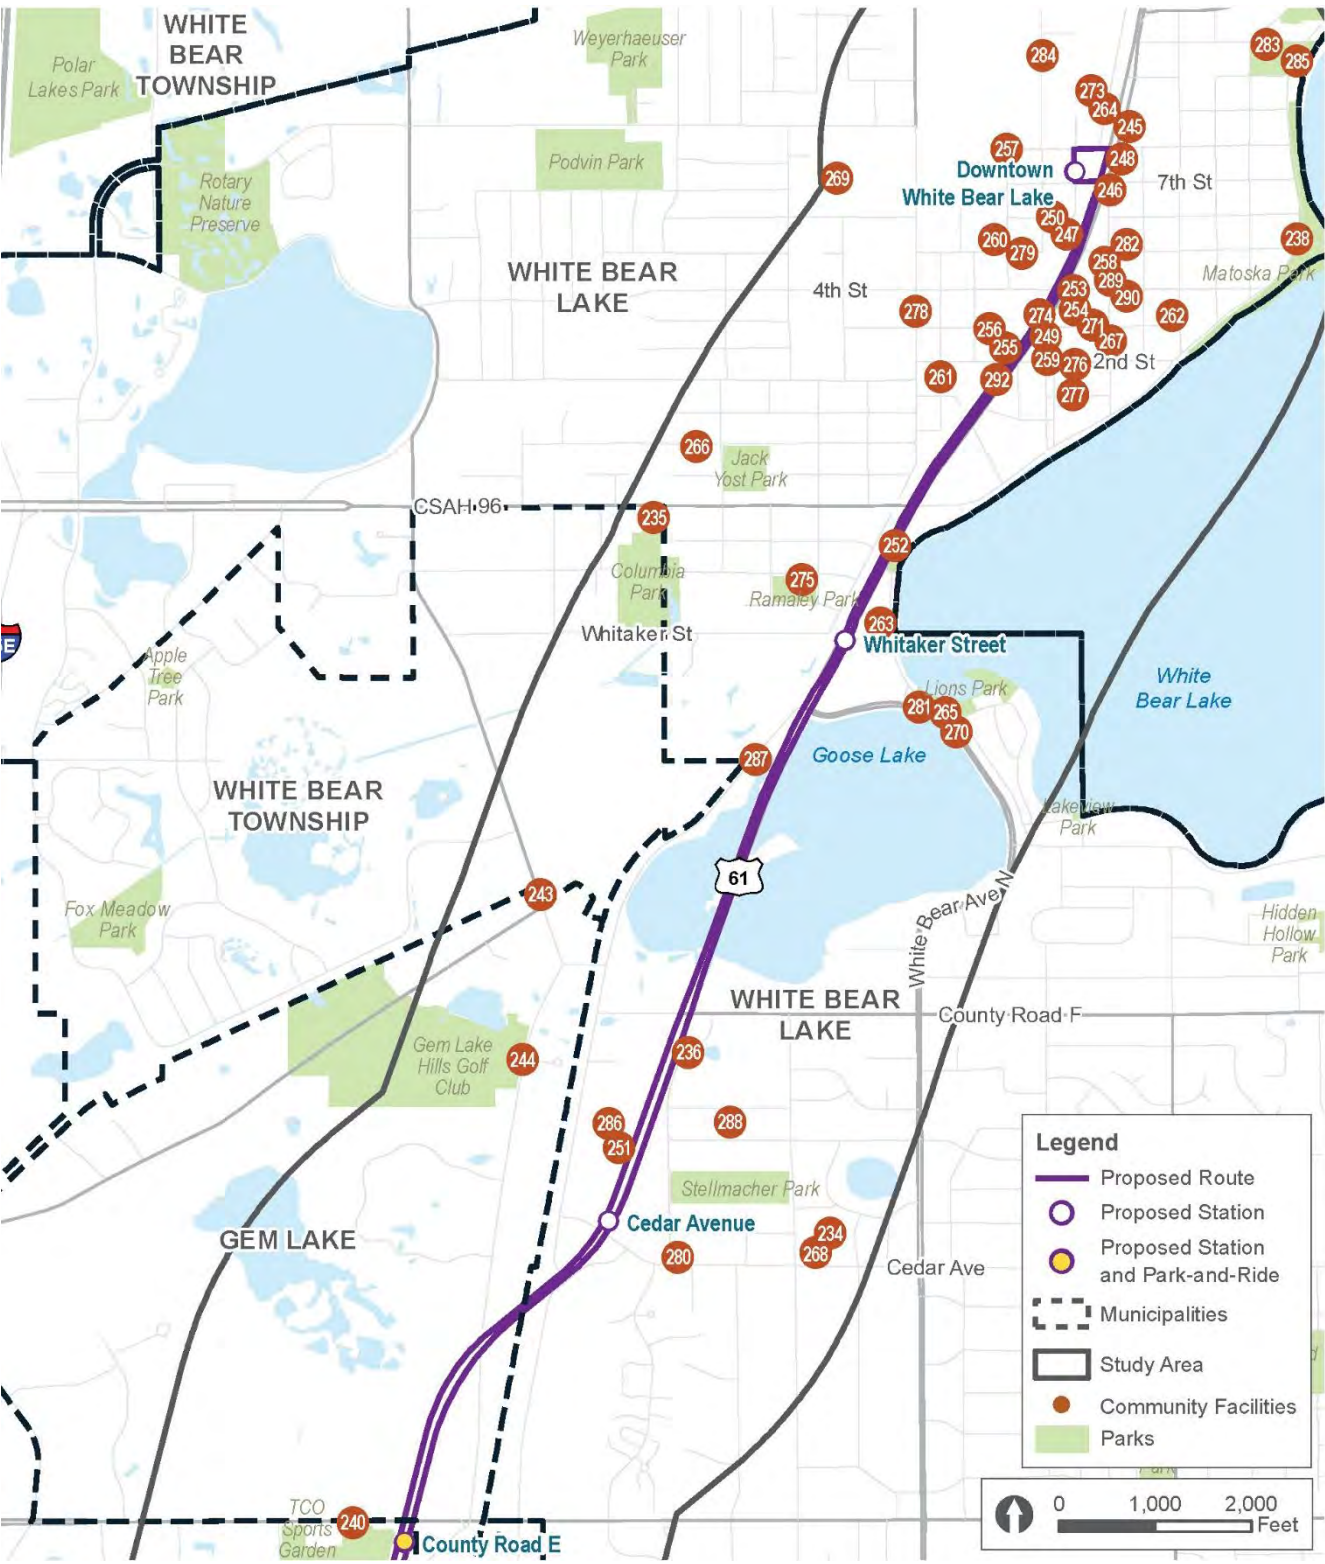 WHITE
BEAR
TOWNSHIP
Polar
Lakes Park
Weyerhaeuser
Park
284
283
285
273
264
245
Podvin Park
257
248
Downtown
White Bear Lake
269
Rotary
Nature
Preserve
246
7th St
250
247
260
279
282
238
258
Matoska Park
WHITE BEAR
LAKE
4th St
289
253
290
278
274
254
262
256
271
249
267
255
259
276
2nd St
261
292
277
266
Jack
Yost Park
CSAH 96
235
252
Columbia
Park
275
Ramaley Park
Whitaker St
263
Whitaker Street
E
Apple
Tree
Park
Lions Park
White
Bear Lake
281
265
270
287
Goose Lake
WHITE BEAR
TOWNSHIP
Lakeview
Park
61
243
White Bear Ave N
Fox Meadow
Park
Hidden
Hollow
Park
WHITE BEAR
LAKE
County Road F
Gem Lake
Hills Golf
Club
244
236
286
288
251
Stellmacher Park
Cedar Avenue
234
268
280
GEM LAKE
Cedar Ave
Legend
Proposed Route
Proposed Station
Proposed Station
and Park-and-Ride
Municipalities
Study Area
Community Facilities
Parks
TCO
Sports
Garden
240
County Road E
0 1,000 2,000
Feet